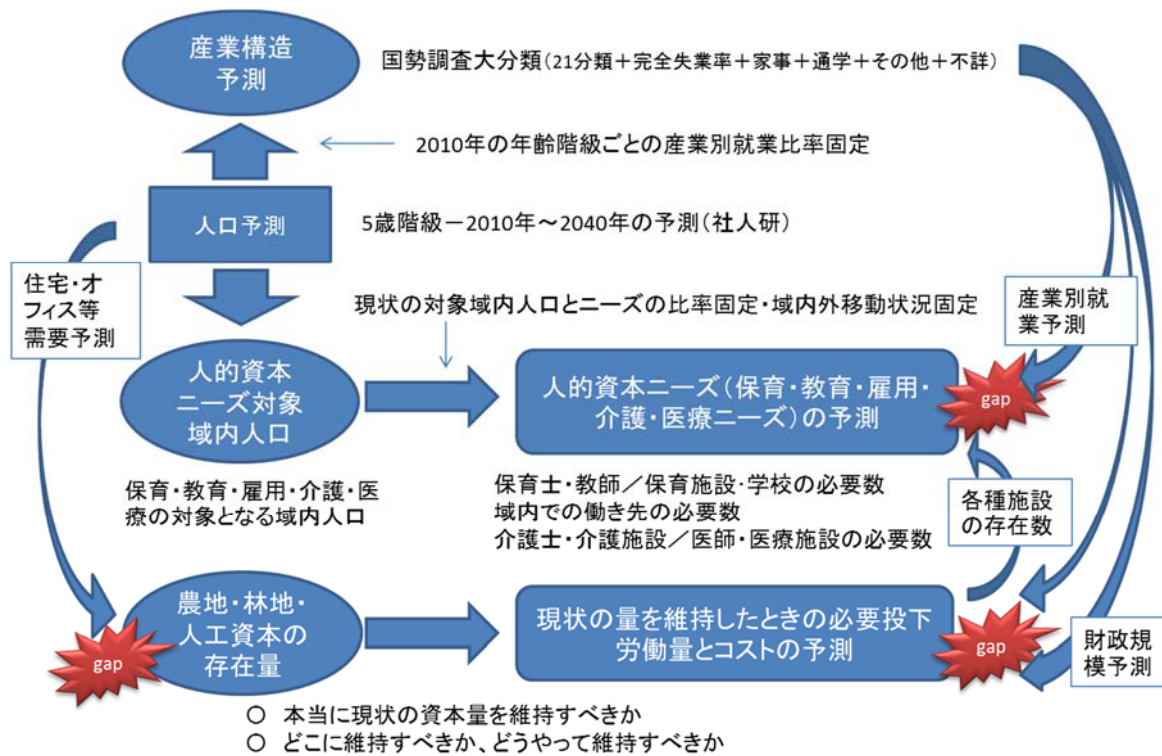 産業構造
予測
国勢調査大分類(21分類＋完全失業率＋家事＋通学＋その他＋不詳)
2010年の年齢階級ごとの産業別就業比率固定
人口予測
5歳階級－2010年～2040年の予測(社人研)
住宅・オ
フィス等
需要予測
現状の対象域内人口とニーズの比率固定・域内外移動状況固定
産業別就
業予測
人的資本
ニーズ対象
域内人口
人的資本ニーズ(保育・教育・雇用・
介護・医療ニーズ)の予測
gap
保育・教育・雇用・介護・医
療の対象となる域内人口
保育士・教師／保育施設・学校の必要数
域内での働き先の必要数
介護士・介護施設／医師・医療施設の必要数
各種施設
の存在数
農地・林地・
人工資本の
存在量
gap
現状の量を維持したときの必要投下
労働量とコストの予測
gap
財政規
模予測
○ 本当に現状の資本量を維持すべきか
○ どこに維持すべきか、どうやって維持すべきか